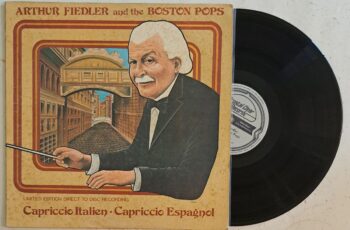 ARTHUR FIEDLER and the BOSTON POPS
LIMITED EDITION DIRECT TO DISC RECORDING
Capriccio Italien · Capriccio Espagnol